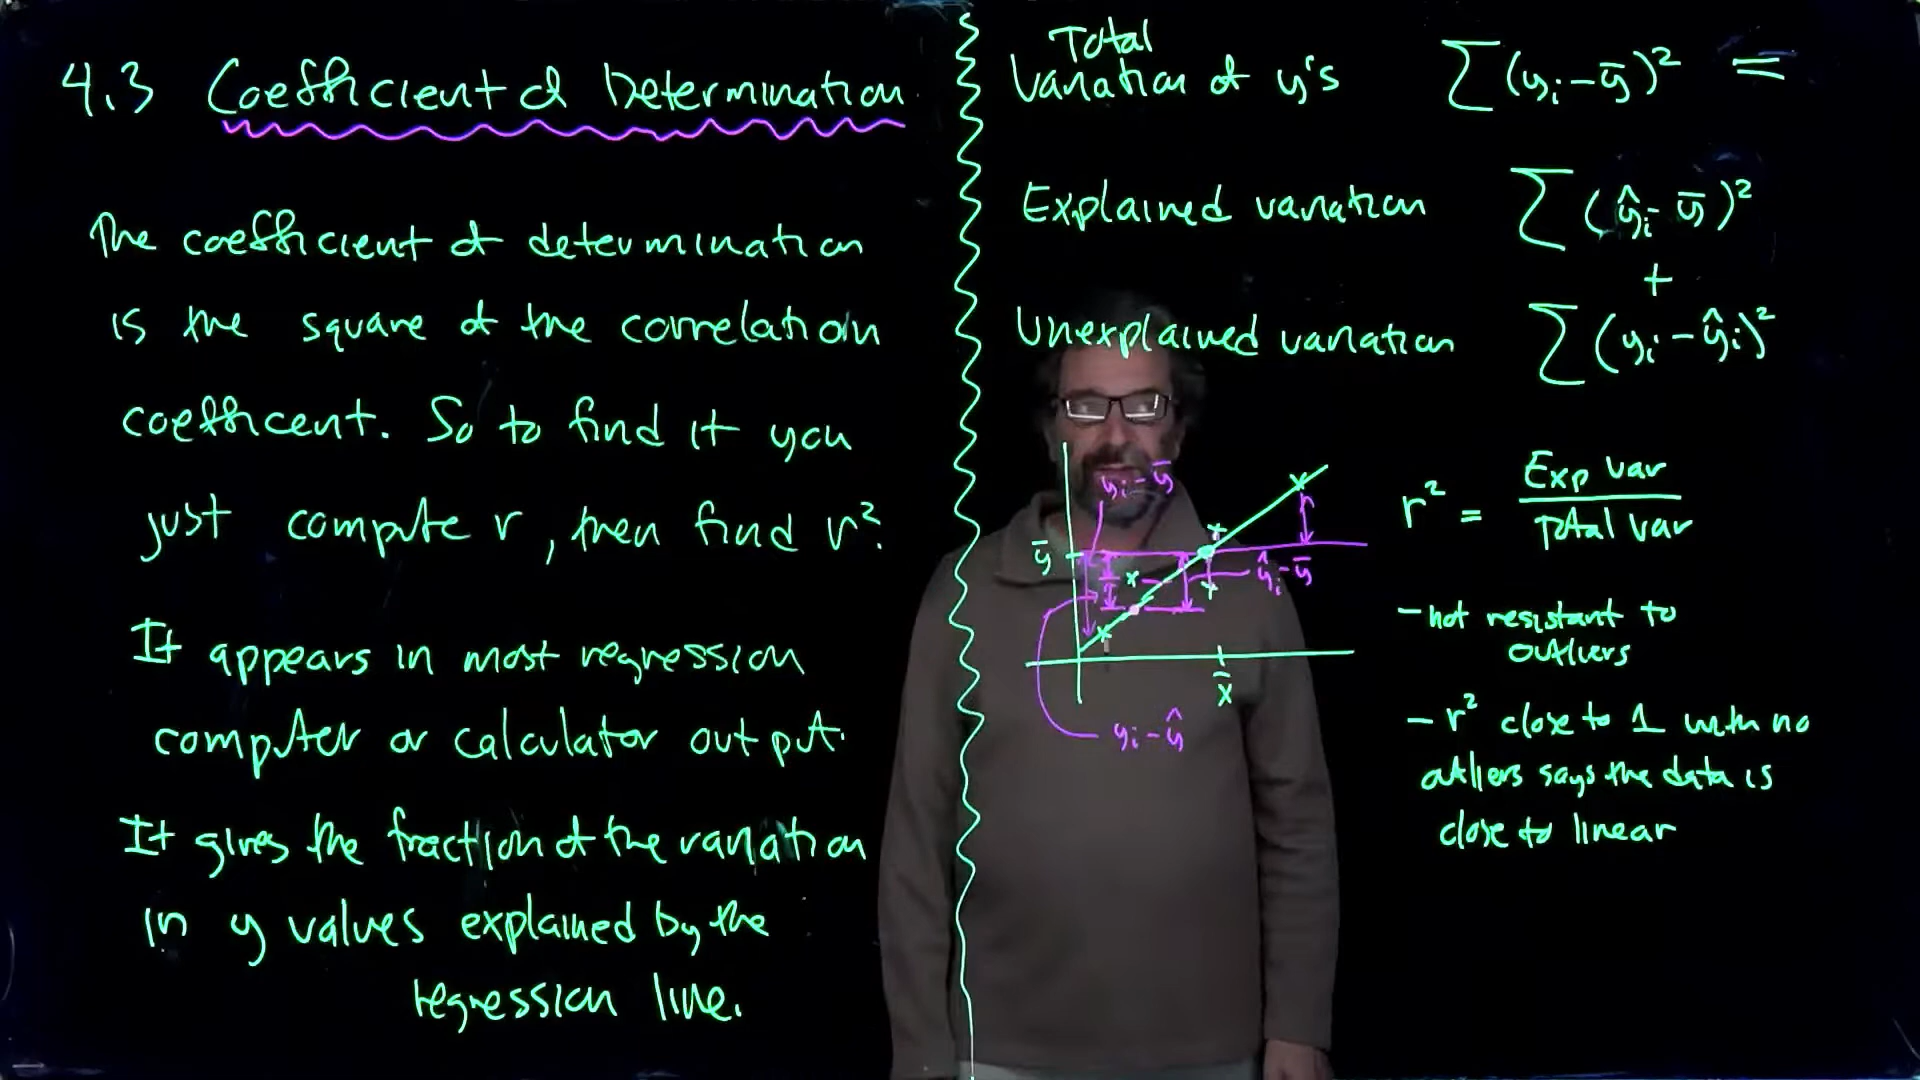 4.3 Coefficient of Determination
The coefficient of determination
is the square of the correlation
coefficent. So to find it you
just compute r, then find r².
It appears in most regression
computer or calculator output.
It gives the fraction of the variation
in y values explained by the
regression line.
Total
Variation of y's ∑(yᵢ-ȳ)² =
Explained variation ∑(ŷᵢ-ȳ)²
+
Unexplained variation ∑(yᵢ-ŷᵢ)²
yᵢ-ȳ
ȳ
ŷᵢ-ȳ
x̄
yᵢ-ŷ
r² = Exp var
Total var
- not resistant to
outliers
- r² close to 1 with no
outliers says the data is
close to linear